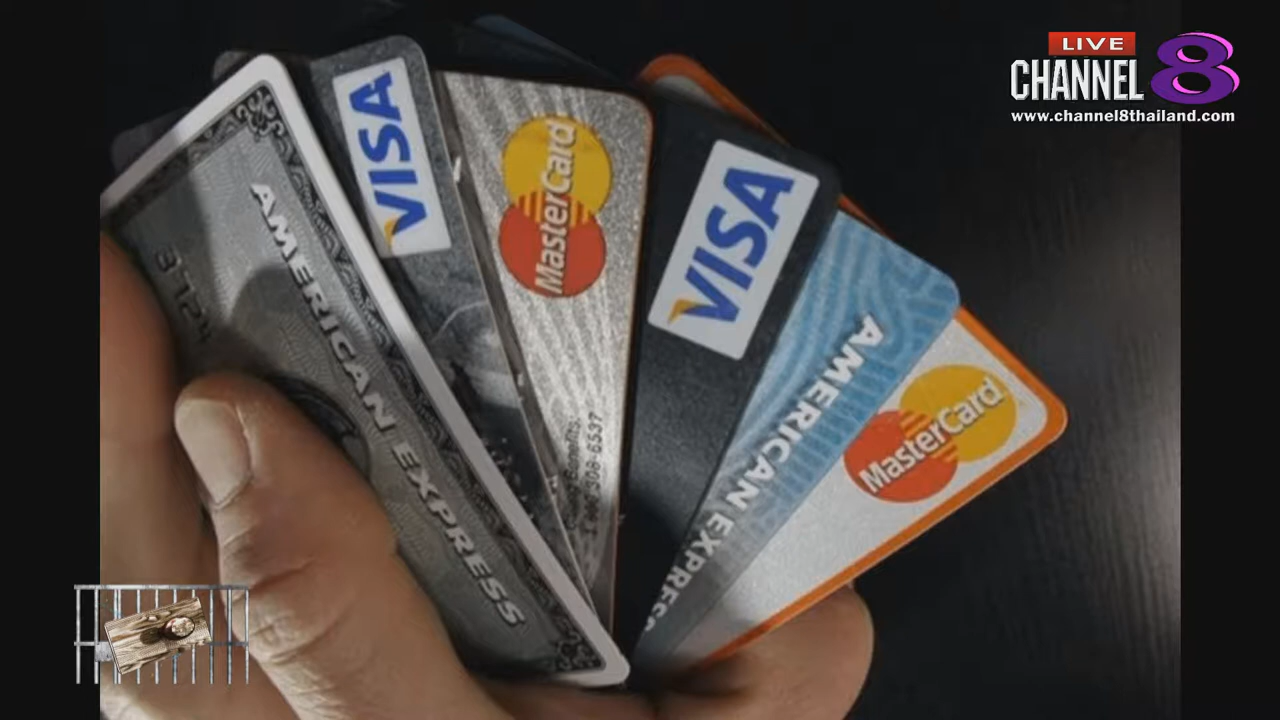 LIVE
CHANNEL 8
www.channel8thailand.com
VISA
MasterCard
VISA
AMERICAN EXPRESS
AMERICAN EXPRESS
MasterCard